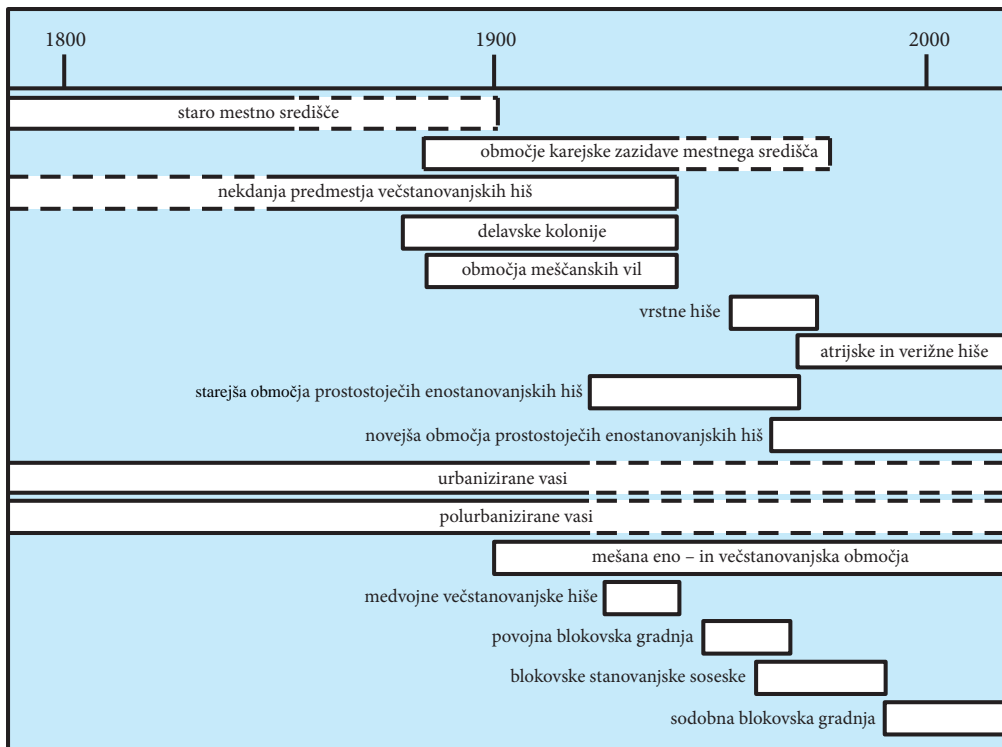 1800 1900 2000
staro mestno središče
območje karejske zazidave mestnega središča
nekdanja predmestja večstanovanjskih hiš
delavske kolonije
območja meščanskih vil
vrstne hiše
atrijske in verižne hiše
starejša območja prostostoječih enostanovanjskih hiš
novejša območja prostostoječih enostanovanjskih hiš
urbanizirane vasi
polurbanizirane vasi
mešana eno – in večstanovanjska območja
medvojne večstanovanjske hiše
povojna blokovska gradnja
blokovske stanovanjske soseske
sodobna blokovska gradnja